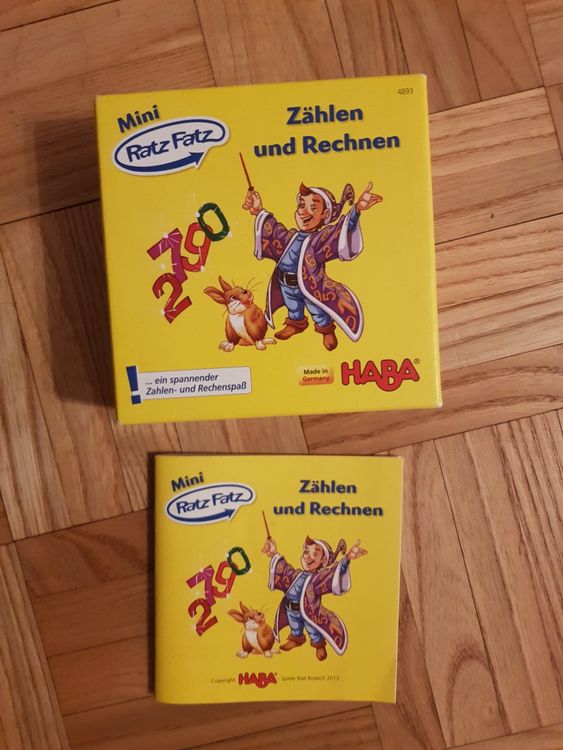 4893
Mini
Ratz Fatz
Zählen
und Rechnen
2790
! ... ein spannender
Zahlen- und Rechenspaß
Made in
Germany
HABA®
Mini
Ratz Fatz
Zählen
und Rechnen
2790
Copyright HABA Spiele Bad Rodach 2012